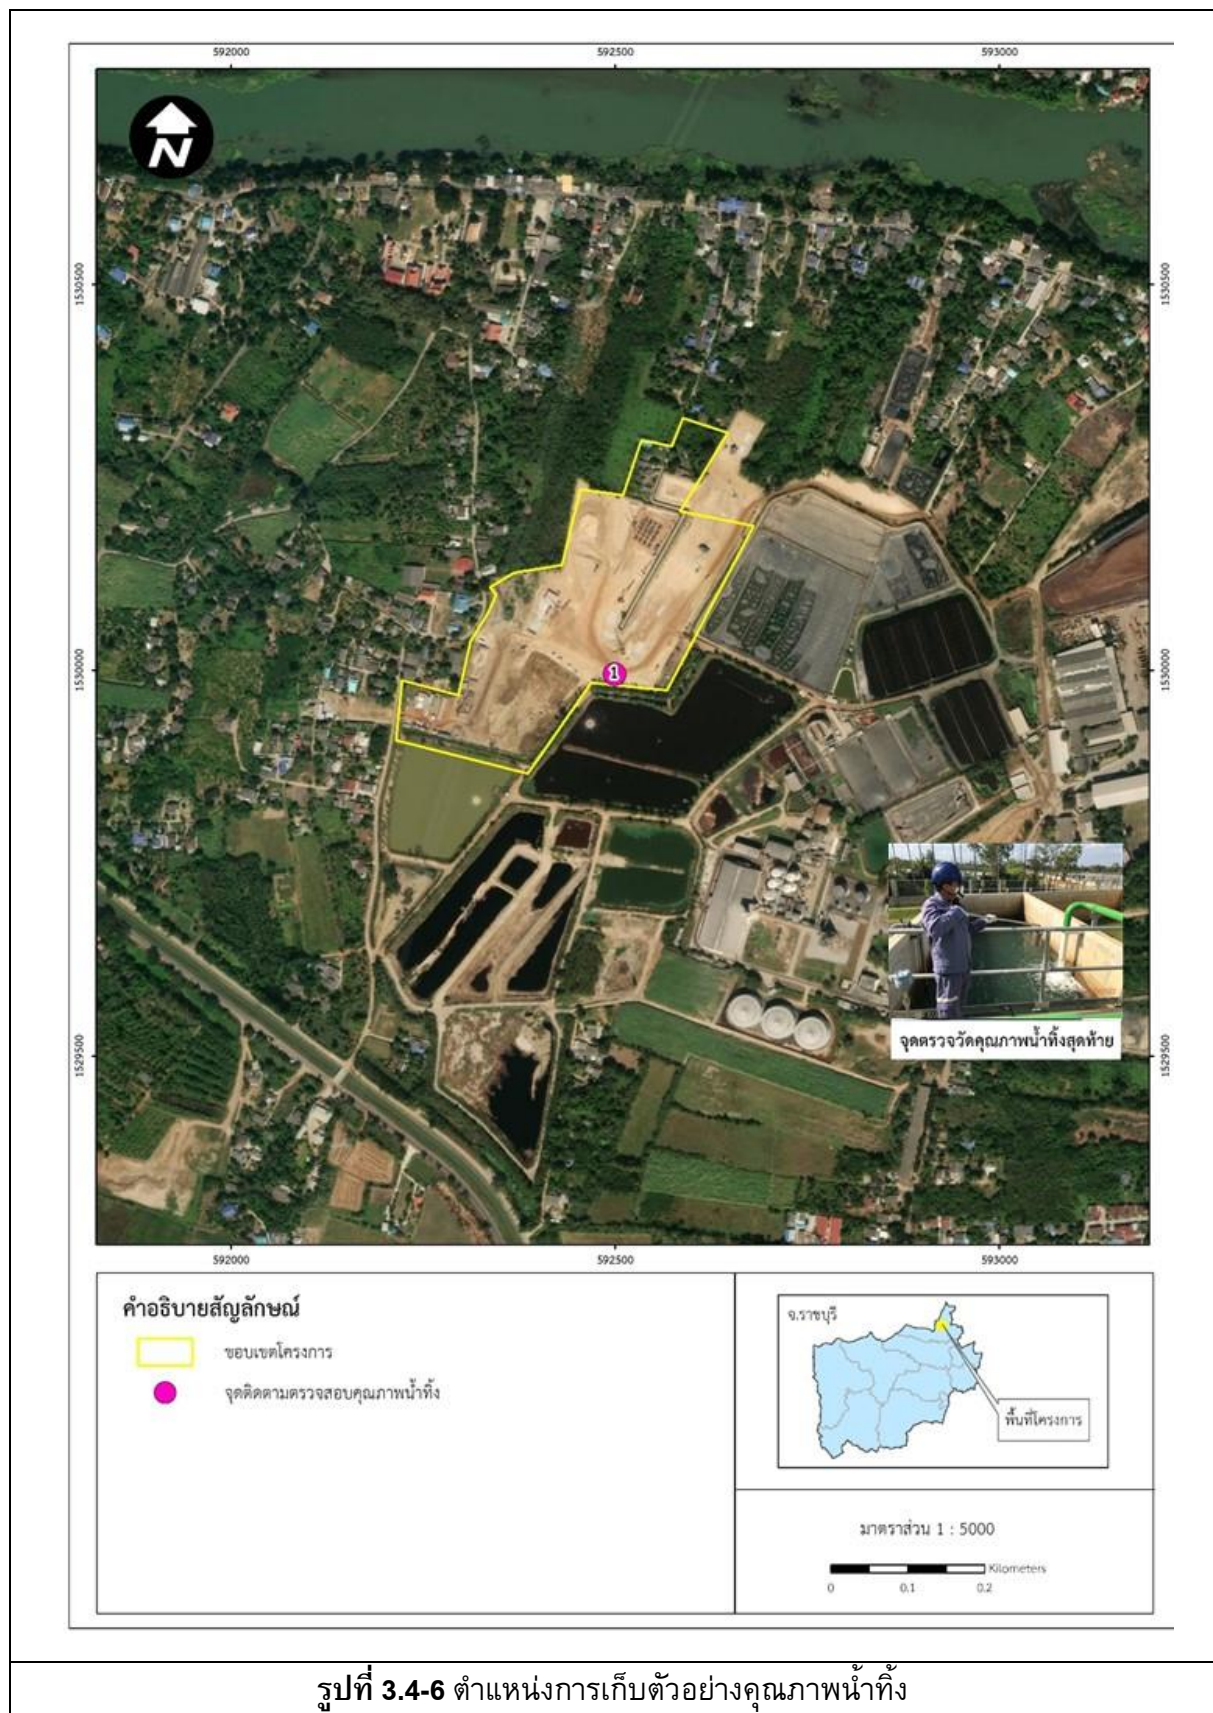 592000 592500 593000
N
1530500 1530500
1530000 1530000
1
1529500 1529500
จุดตรวจวัดคุณภาพน้ำทิ้งสุดท้าย
592000 592500 593000
คำอธิบายสัญลักษณ์
ขอบเขตโครงการ
จุดติดตามตรวจสอบคุณภาพน้ำทิ้ง
จ.ราชบุรี
พื้นที่โครงการ
มาตราส่วน 1 : 5000
Kilometers
0 0.1 0.2
รูปที่ 3.4-6 ตำแหน่งการเก็บตัวอย่างคุณภาพน้ำทิ้ง